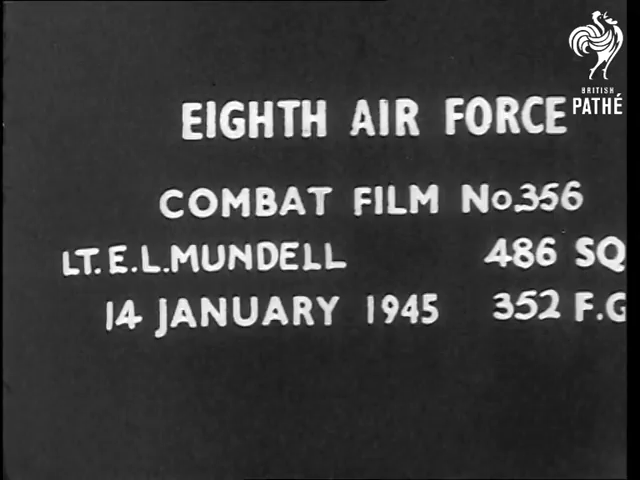 BRITISH
PATHÉ
EIGHTH AIR FORCE
COMBAT FILM No.356
LT. E.L. MUNDELL 486 SQ
14 JANUARY 1945 352 F.G